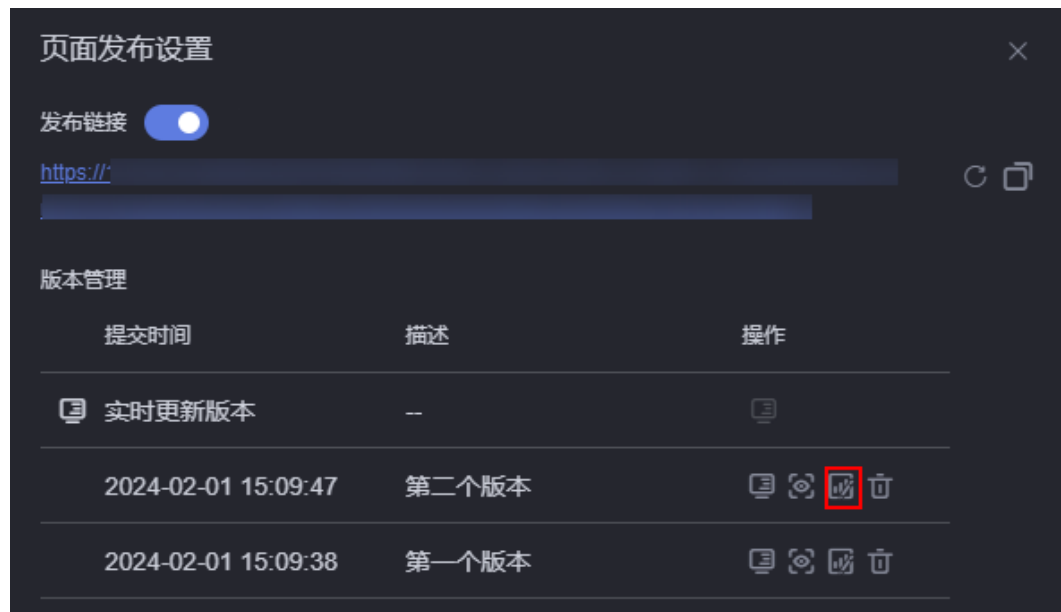 页面发布设置
发布链接
https://
版本管理
提交时间 描述 操作
实时更新版本 --
2024-02-01 15:09:47 第二个版本
2024-02-01 15:09:38 第一个版本